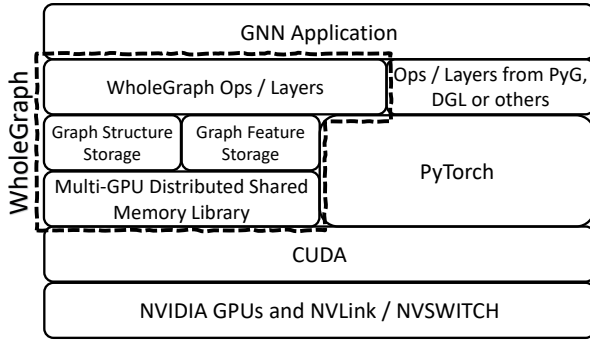 GNN Application
WholeGraph
WholeGraph Ops / Layers
Ops / Layers from PyG,
DGL or others
Graph Structure
Storage
Graph Feature
Storage
PyTorch
Multi-GPU Distributed Shared
Memory Library
CUDA
NVIDIA GPUs and NVLink / NVSWITCH